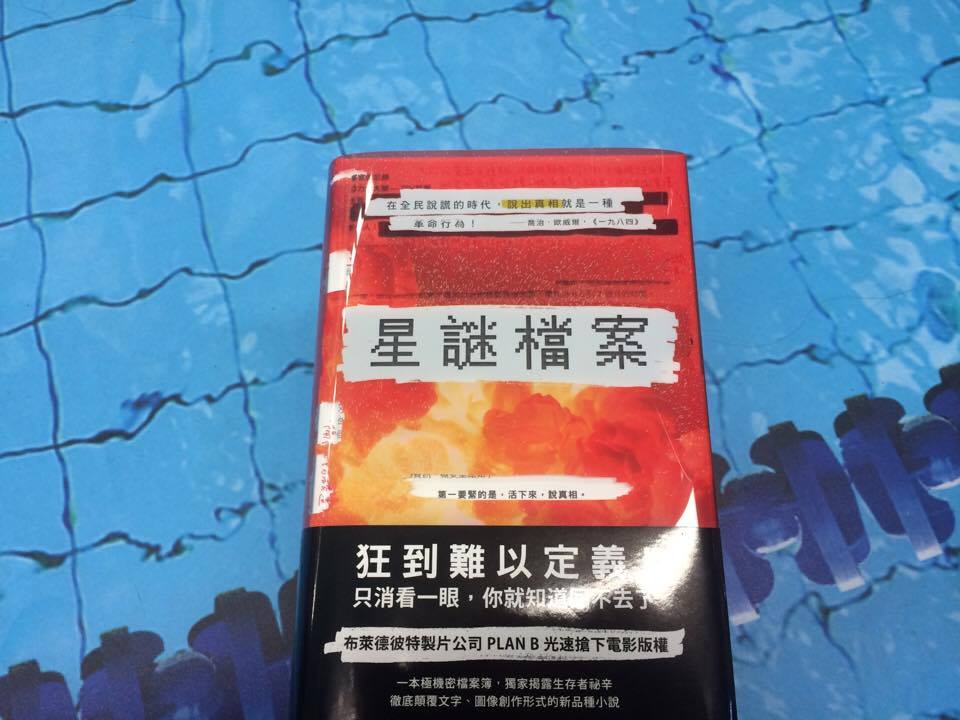 在全民說謊的時代，說出真相就是一種
革命行為！ ——喬治．歐威爾，《一九八四》
星謎檔案
第一要緊的是，活下來，說真相。
狂到難以定義
只消看一眼，你就知道回不去了
布萊德彼特製片公司 PLAN B 光速搶下電影版權
一本極機密檔案簿，獨家揭露生存者祕辛
徹底顛覆文字、圖像創作形式的新品種小說